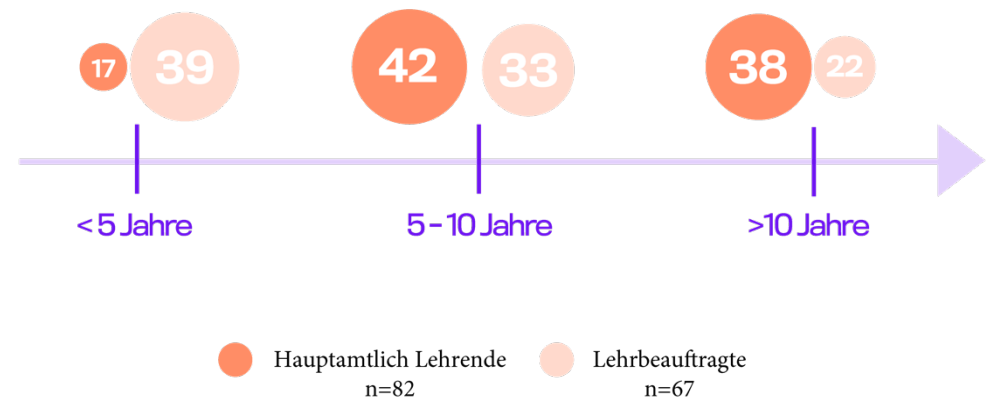 17 39 42 33 38 22
< 5 Jahre 5 - 10 Jahre >10 Jahre
Hauptamtlich Lehrende Lehrbeauftragte
n=82 n=67